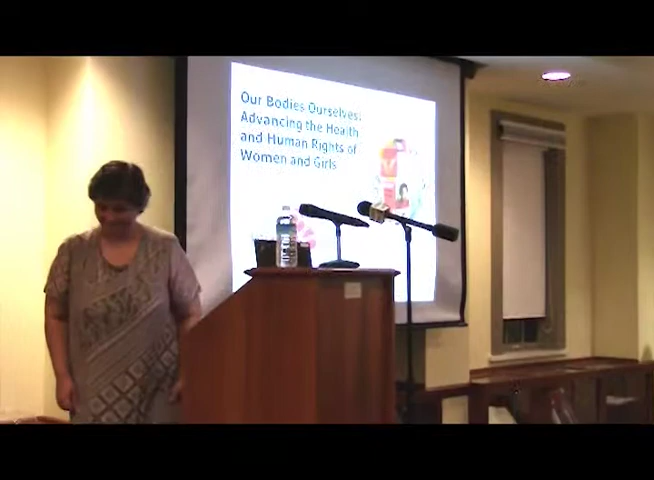 Our Bodies Ourselves:
Advancing the Health
and Human Rights of
Women and Girls